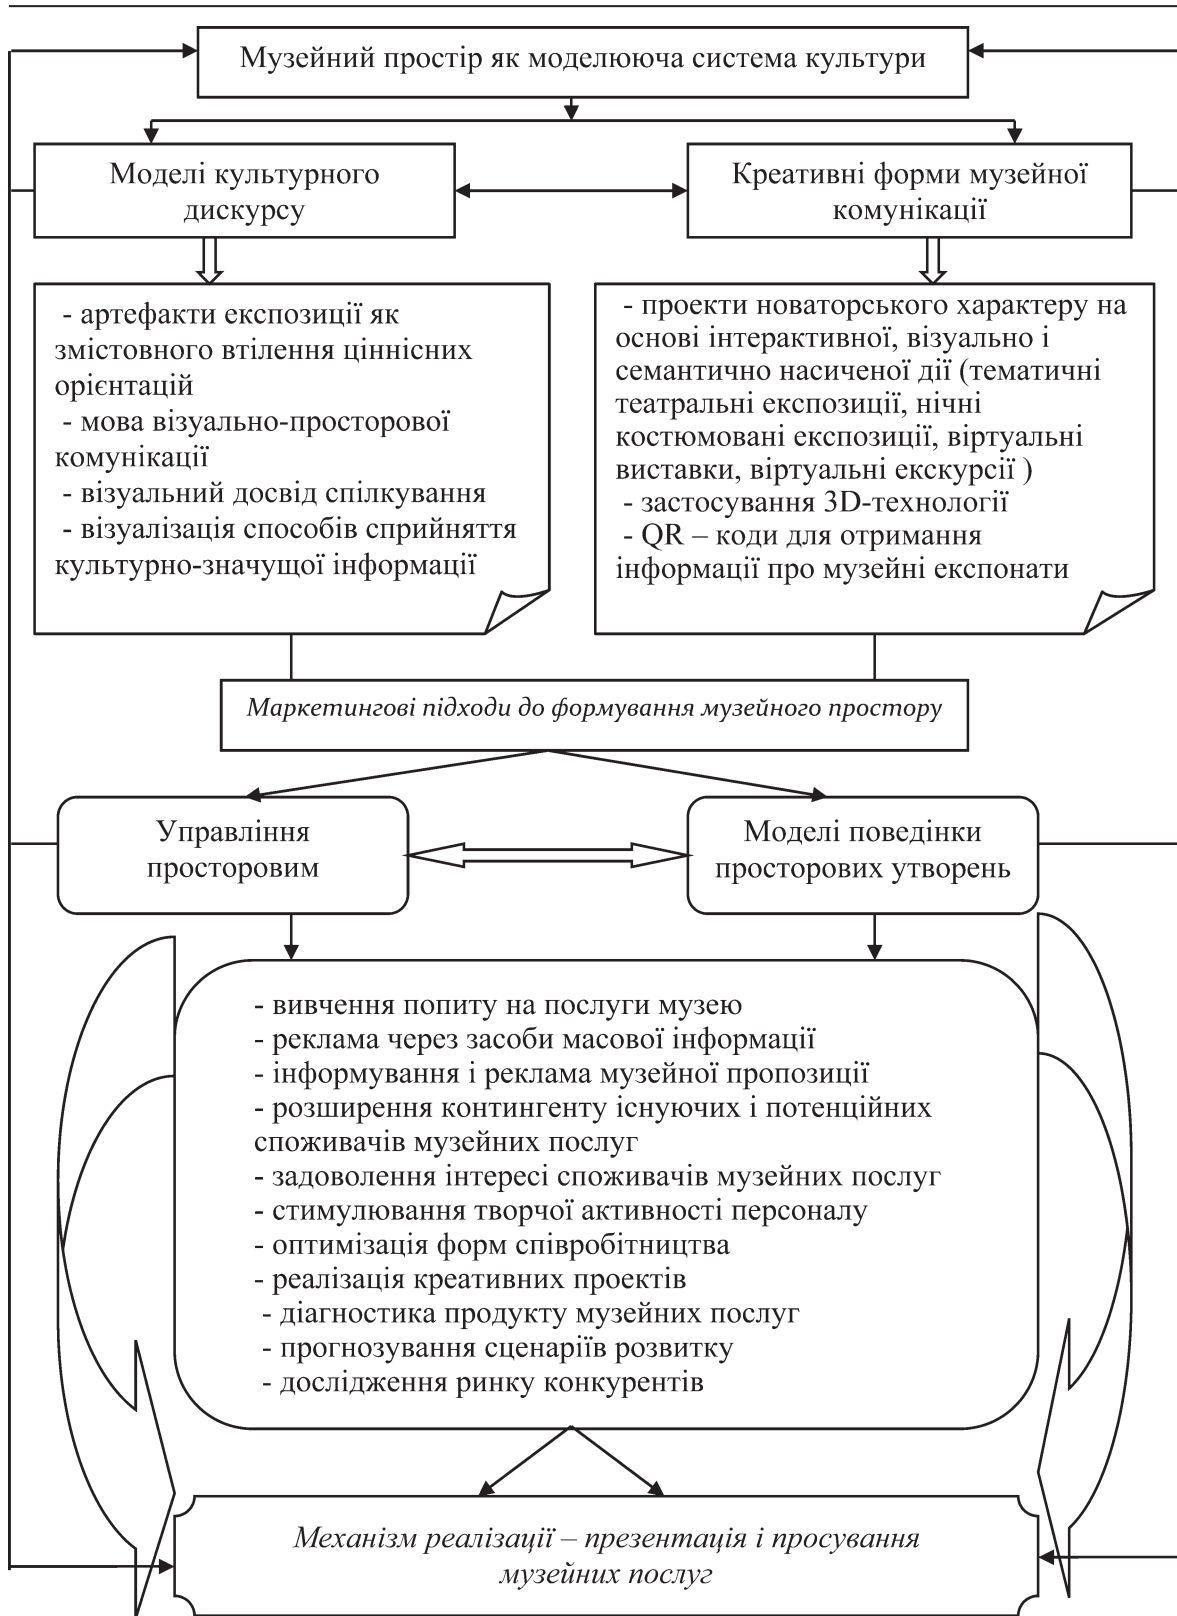 Музейний простір як моделююча система культури
Моделі культурного
дискурсу
Креативні форми музейної
комунікації
- артефакти експозиції як
змістовного втілення ціннісних
орієнтацій
- мова візуально-просторової
комунікації
- візуальний досвід спілкування
- візуалізація способів сприйняття
культурно-значущої інформації
- проекти новаторського характеру на
основі інтерактивної, візуально і
семантично насиченої дії (тематичні
театральні експозиції, нічні
костюмовані експозиції, віртуальні
виставки, віртуальні екскурсії )
- застосування 3D-технології
- QR – коди для отримання
інформації про музейні експонати
Маркетингові підходи до формування музейного простору
Управління
просторовим
Моделі поведінки
просторових утворень
- вивчення попиту на послуги музею
- реклама через засоби масової інформації
- інформування і реклама музейної пропозиції
- розширення контингенту існуючих і потенційних
споживачів музейних послуг
- задоволення інтересі споживачів музейних послуг
- стимулювання творчої активності персоналу
- оптимізація форм співробітництва
- реалізація креативних проектів
- діагностика продукту музейних послуг
- прогнозування сценаріїв розвитку
- дослідження ринку конкурентів
Механізм реалізації – презентація і просування
музейних послуг